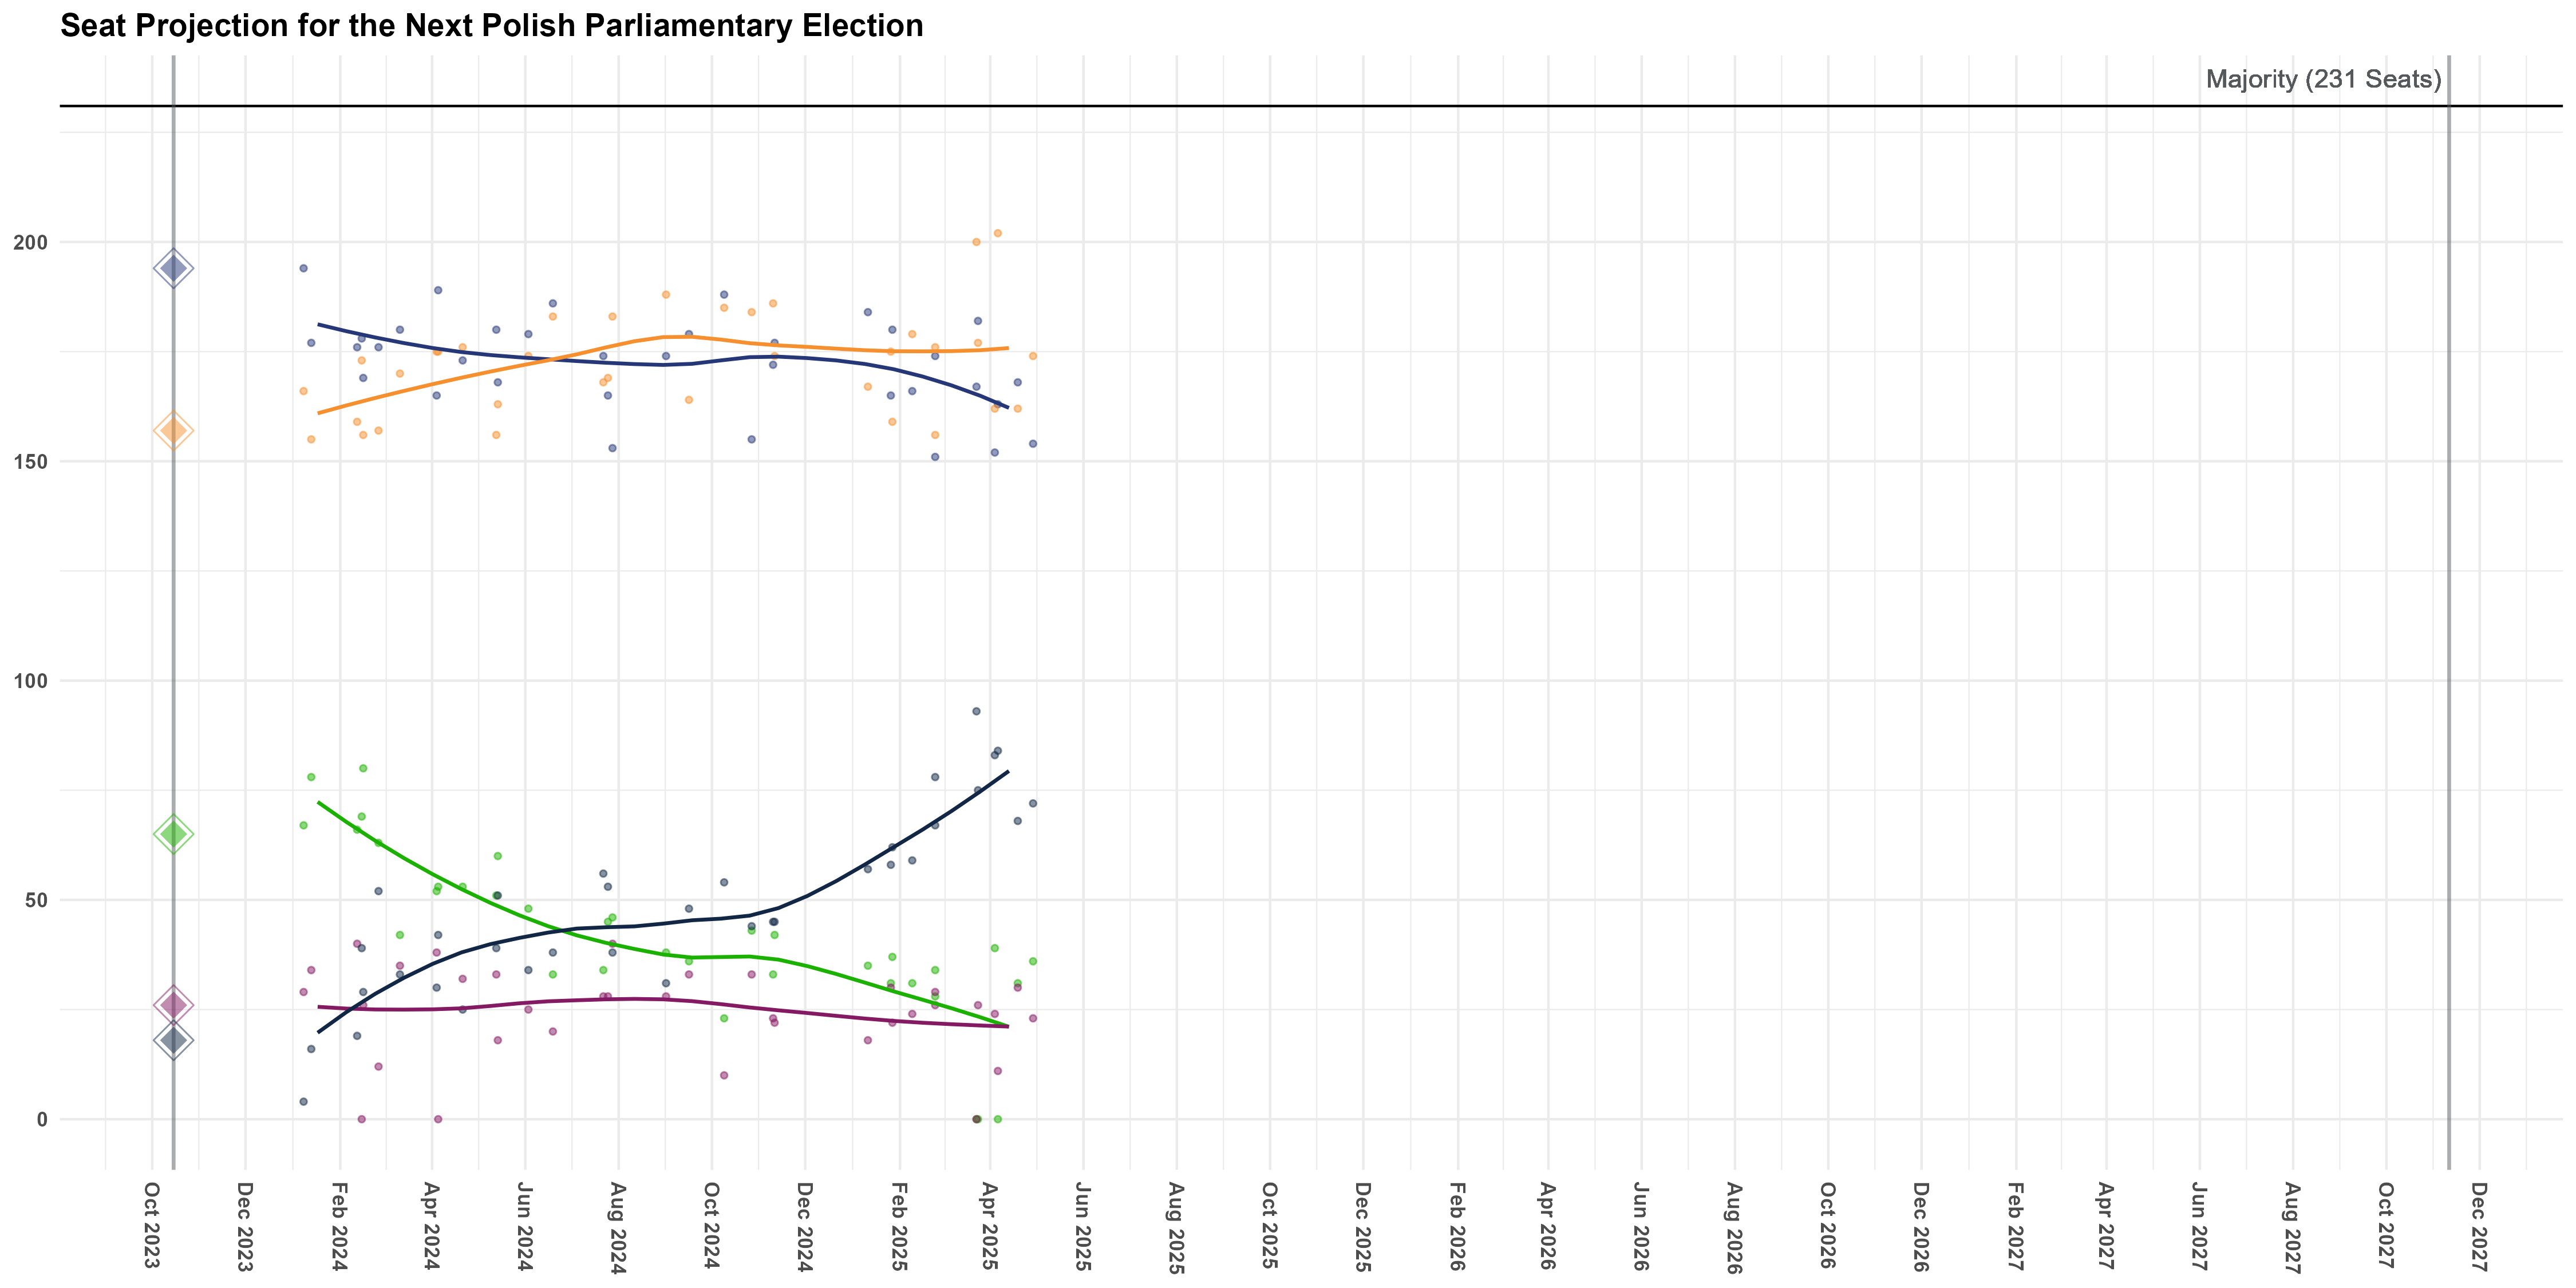 Seat Projection for the Next Polish Parliamentary Election
Majority (231 Seats)
200
150
100
50
0
Oct 2023
Dec 2023
Feb 2024
Apr 2024
Jun 2024
Aug 2024
Oct 2024
Dec 2024
Feb 2025
Apr 2025
Jun 2025
Aug 2025
Oct 2025
Dec 2025
Feb 2026
Apr 2026
Jun 2026
Aug 2026
Oct 2026
Dec 2026
Feb 2027
Apr 2027
Jun 2027
Aug 2027
Oct 2027
Dec 2027